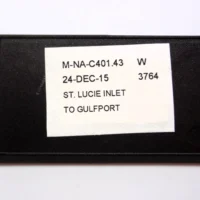 M-NA-C401.43 W
24-DEC-15 3764
ST. LUCIE INLET
TO GULFPORT